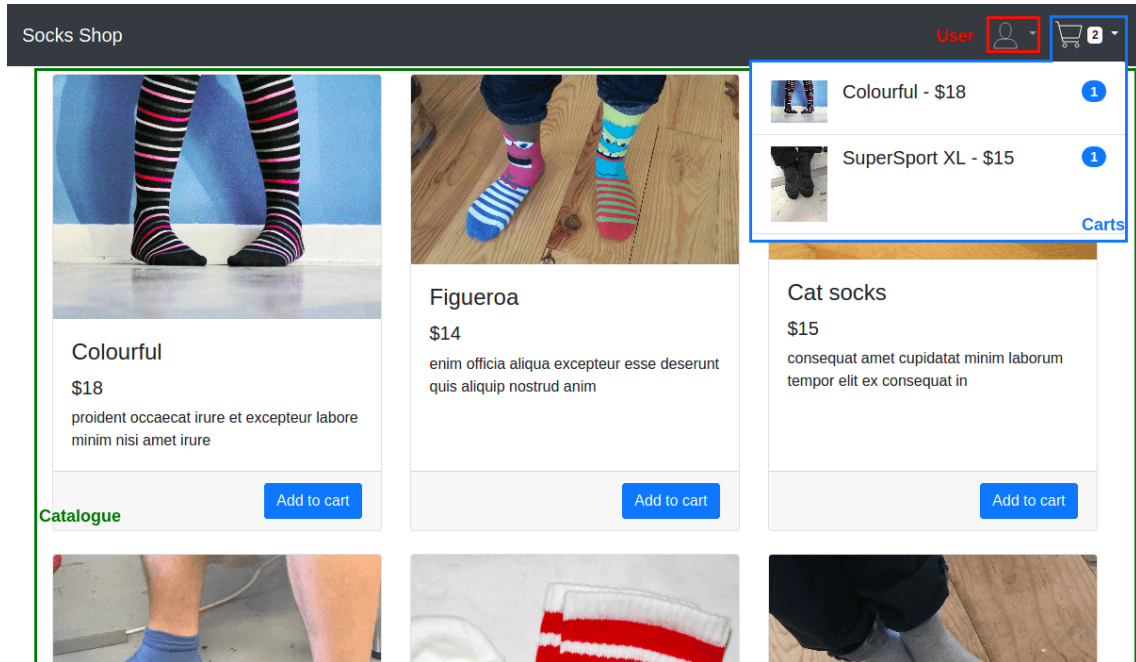 Socks Shop
User
2
Colourful - $18
1
SuperSport XL - $15
1
Carts
Colourful
$18
proident occaecat irure et excepteur labore
minim nisi amet irure
Add to cart
Figueroa
$14
enim officia aliqua excepteur esse deserunt
quis aliquip nostrud anim
Add to cart
Cat socks
$15
consequat amet cupidatat minim laborum
tempor elit ex consequat in
Add to cart
Catalogue